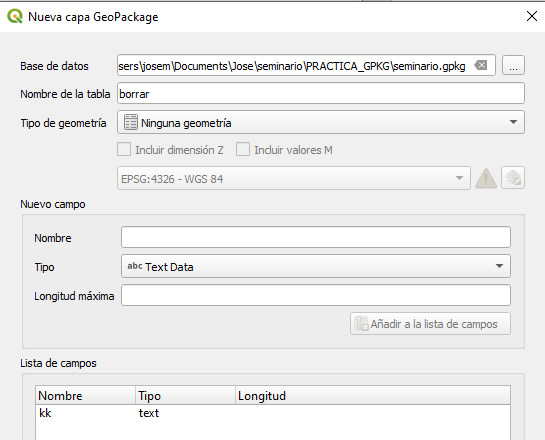 Nueva capa GeoPackage
Base de datos sers\josem\Documents\Jose\seminario\PRACTICA_GPKG\seminario.gpkg ...
Nombre de la tabla borrar
Tipo de geometría Ninguna geometría
Incluir dimensión Z Incluir valores M
EPSG:4326 - WGS 84
Nuevo campo
Nombre
Tipo abc Text Data
Longitud máxima
Añadir a la lista de campos
Lista de campos
Nombre Tipo Longitud
kk text